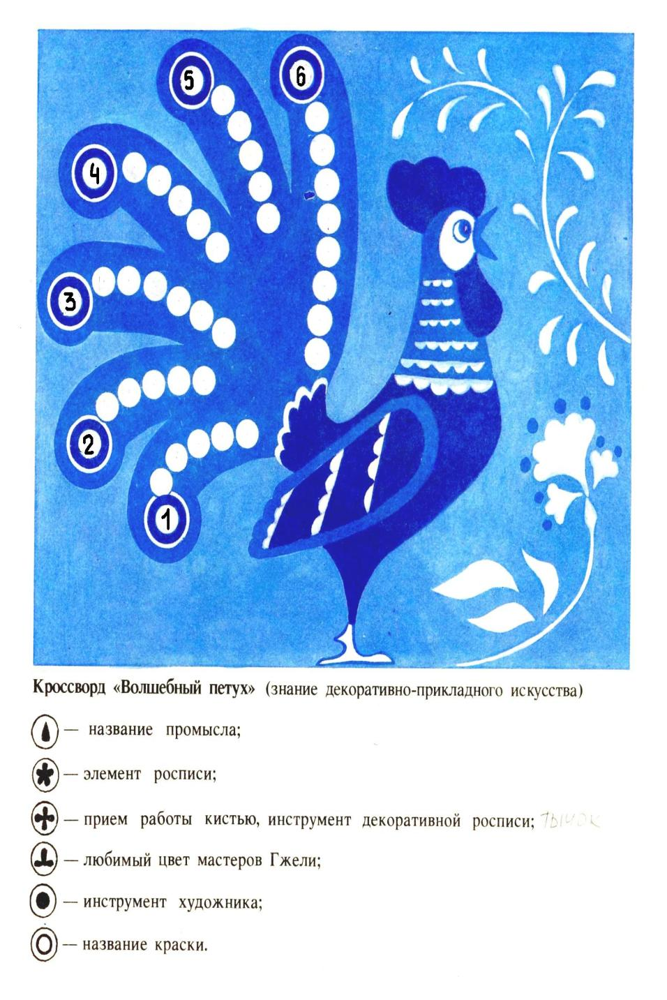 5
6
4
3
2
1
Кроссворд «Волшебный петух» (знание декоративно-прикладного искусства)
— название промысла;
— элемент росписи;
— прием работы кистью, инструмент декоративной росписи; тычок
— любимый цвет мастеров Гжели;
— инструмент художника;
— название краски.